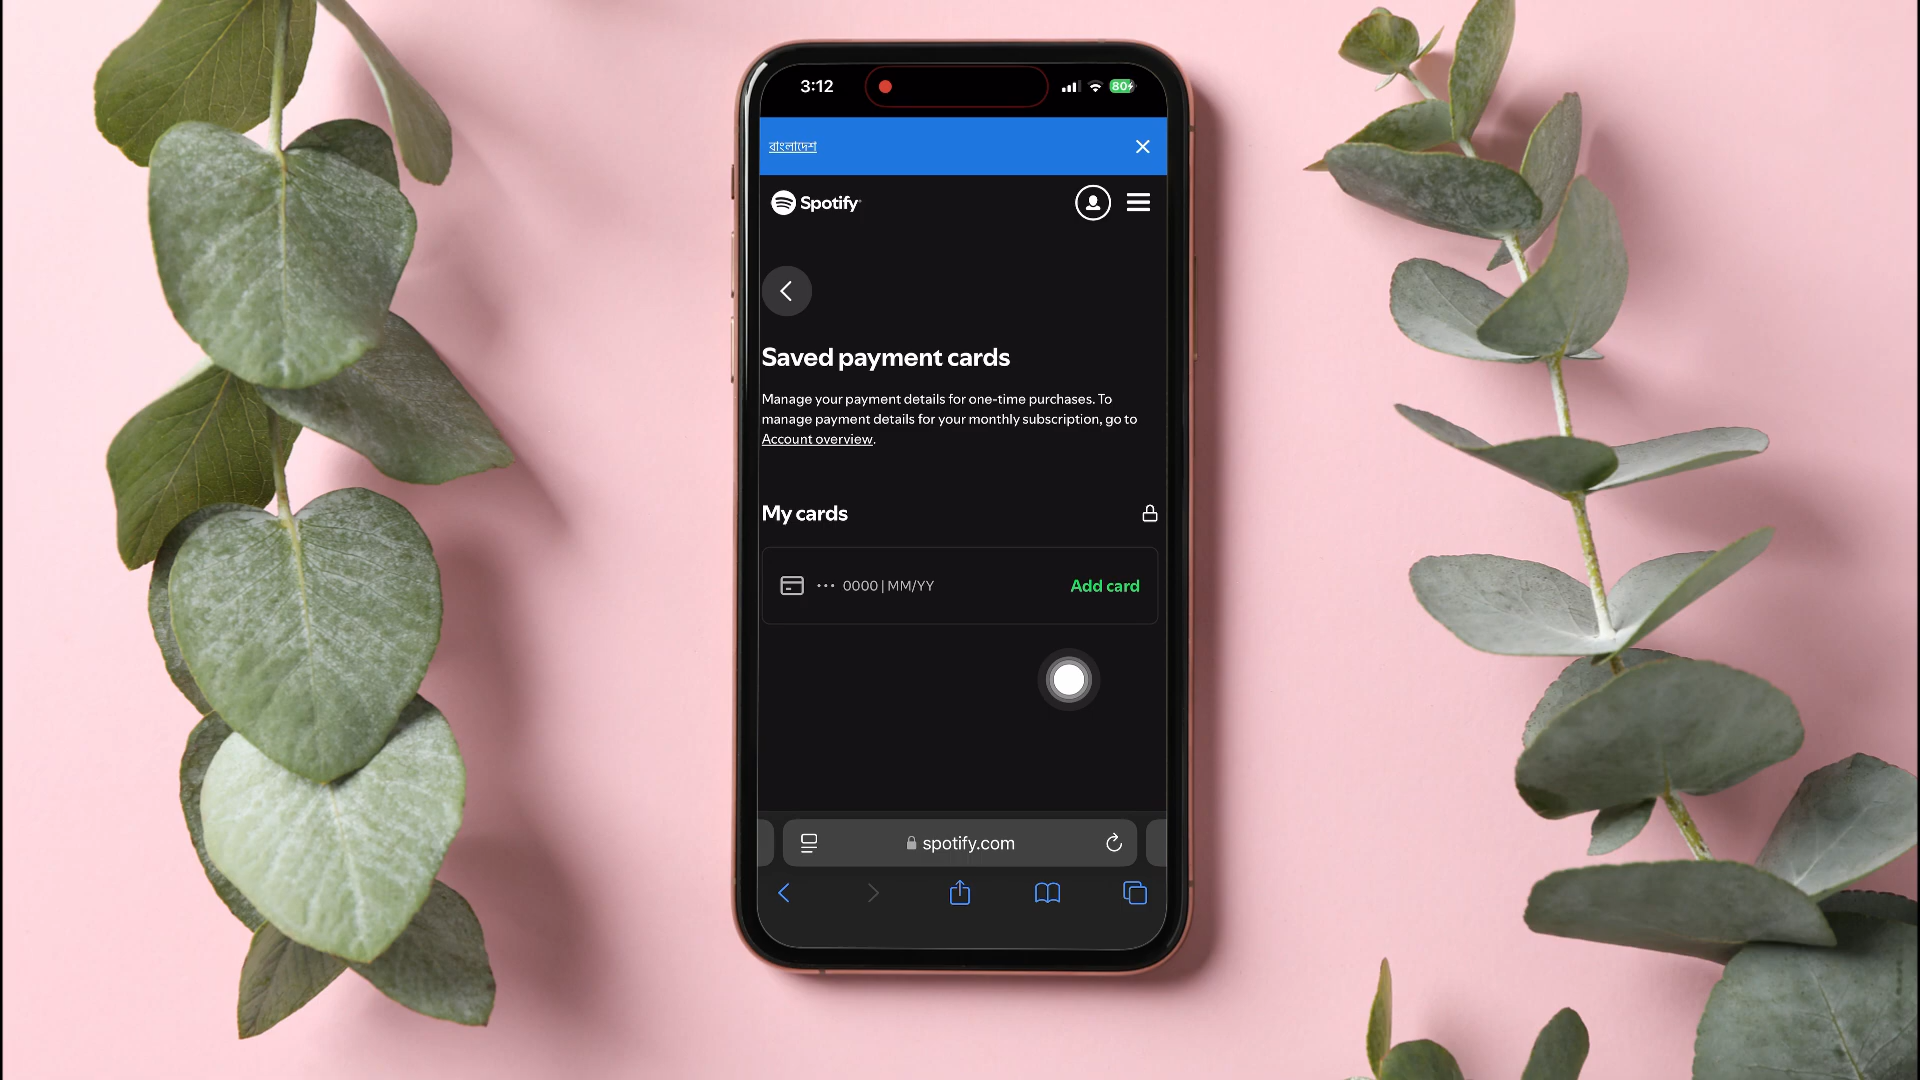 3:12
80
বাংলাদেশ
Spotify
Saved payment cards
Manage your payment details for one-time purchases. To
manage payment details for your monthly subscription, go to
Account overview.
My cards
··· 0000 | MM/YY
Add card
spotify.com